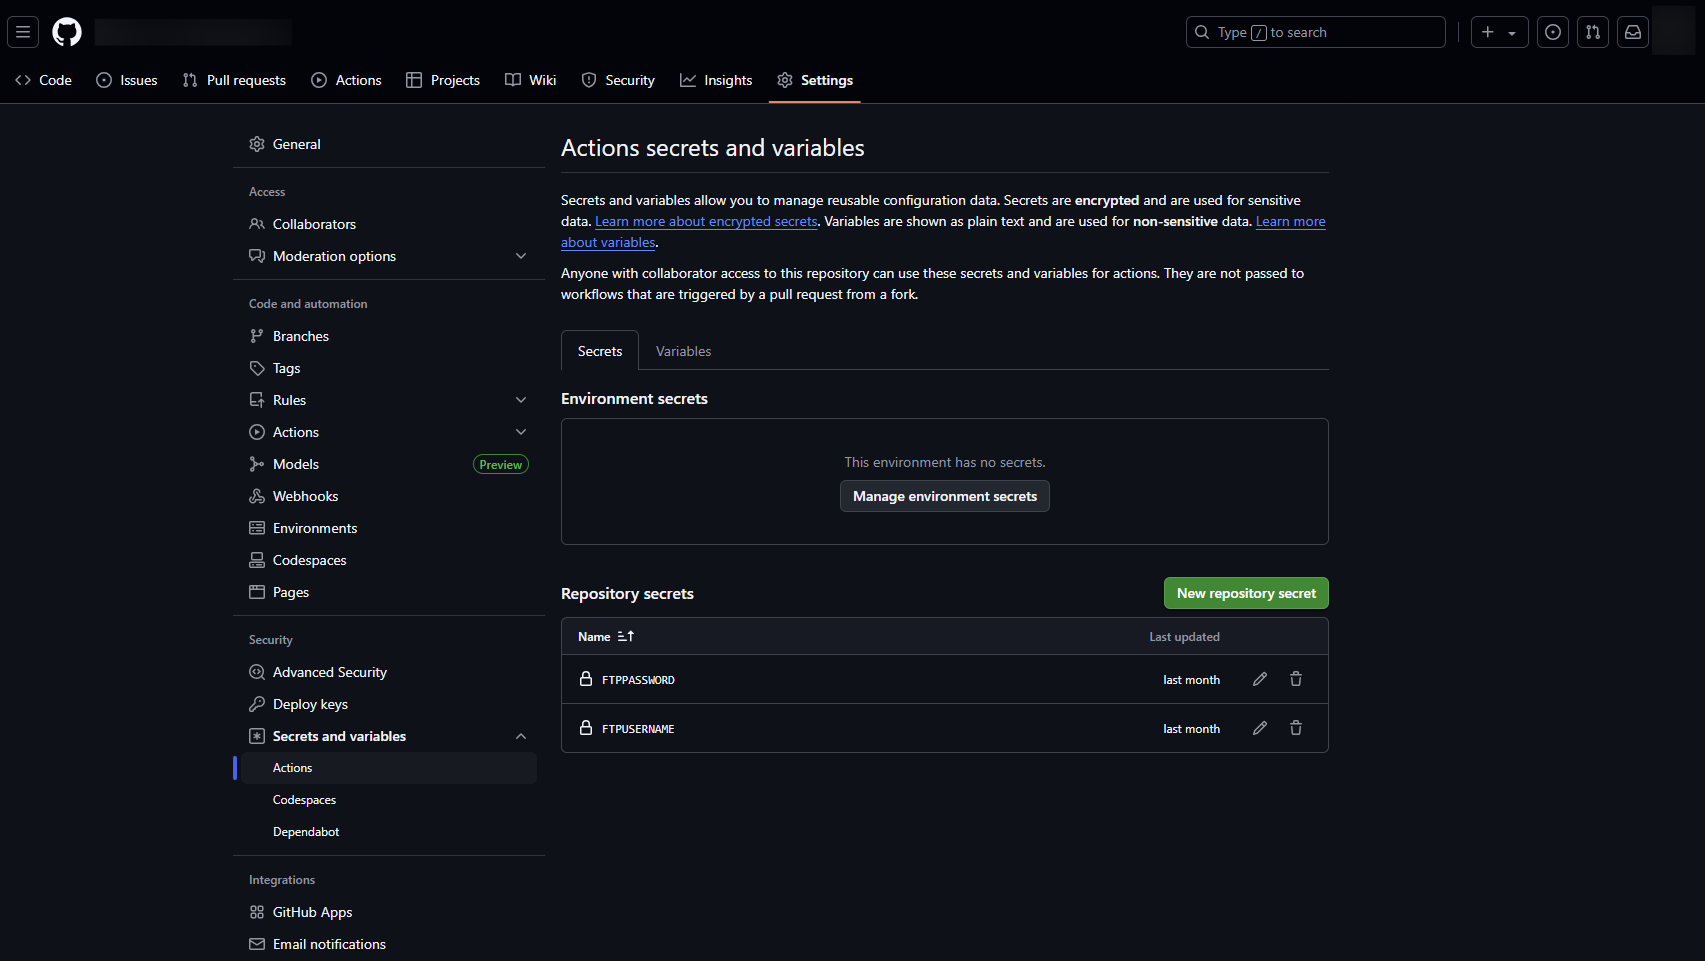 Type / to search
Code
Issues
Pull requests
Actions
Projects
Wiki
Security
Insights
Settings
General
Access
Collaborators
Moderation options
Code and automation
Branches
Tags
Rules
Actions
Models
Preview
Webhooks
Environments
Codespaces
Pages
Security
Advanced Security
Deploy keys
Secrets and variables
Actions
Codespaces
Dependabot
Integrations
GitHub Apps
Email notifications
Actions secrets and variables
Secrets and variables allow you to manage reusable configuration data. Secrets are encrypted and are used for sensitive
data. Learn more about encrypted secrets. Variables are shown as plain text and are used for non-sensitive data. Learn more
about variables.
Anyone with collaborator access to this repository can use these secrets and variables for actions. They are not passed to
workflows that are triggered by a pull request from a fork.
Secrets
Variables
Environment secrets
This environment has no secrets.
Manage environment secrets
Repository secrets
New repository secret
Name
Last updated
FTPPASSWORD
last month
FTPUSERNAME
last month